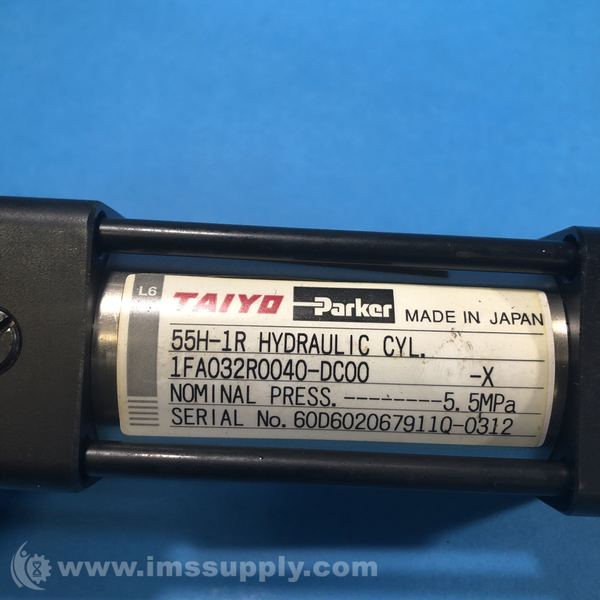 L6 TAIYO Parker MADE IN JAPAN
55H-1R HYDRAULIC CYL.
1FA032R0040-DC00 -X
NOMINAL PRESS. --------5.5MPa
SERIAL No. 60D602067911Q-0312
www.imssupply.com